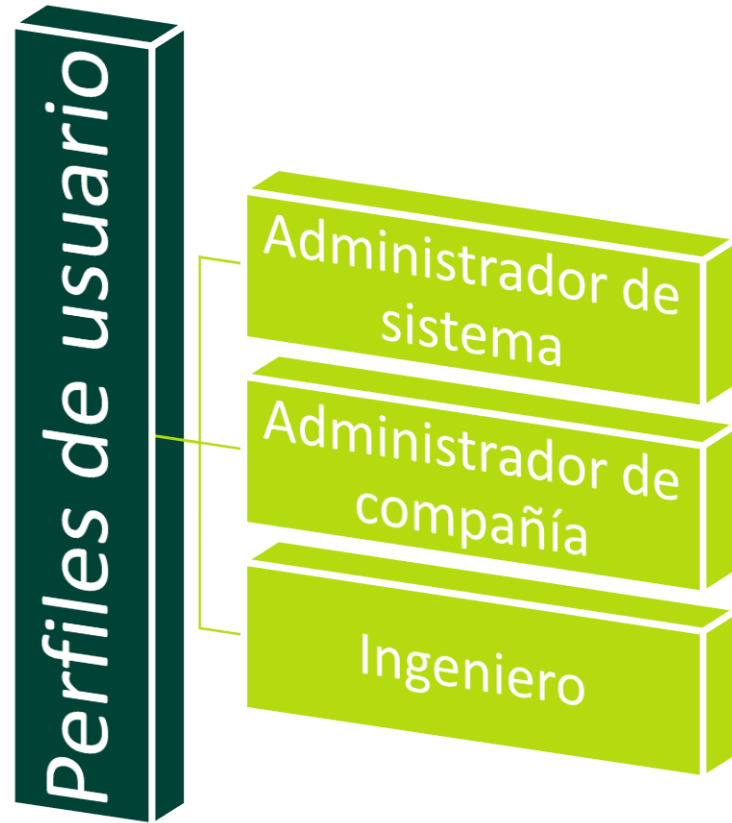 Perfiles de usuario
Administrador de
sistema
Administrador de
compañía
Ingeniero